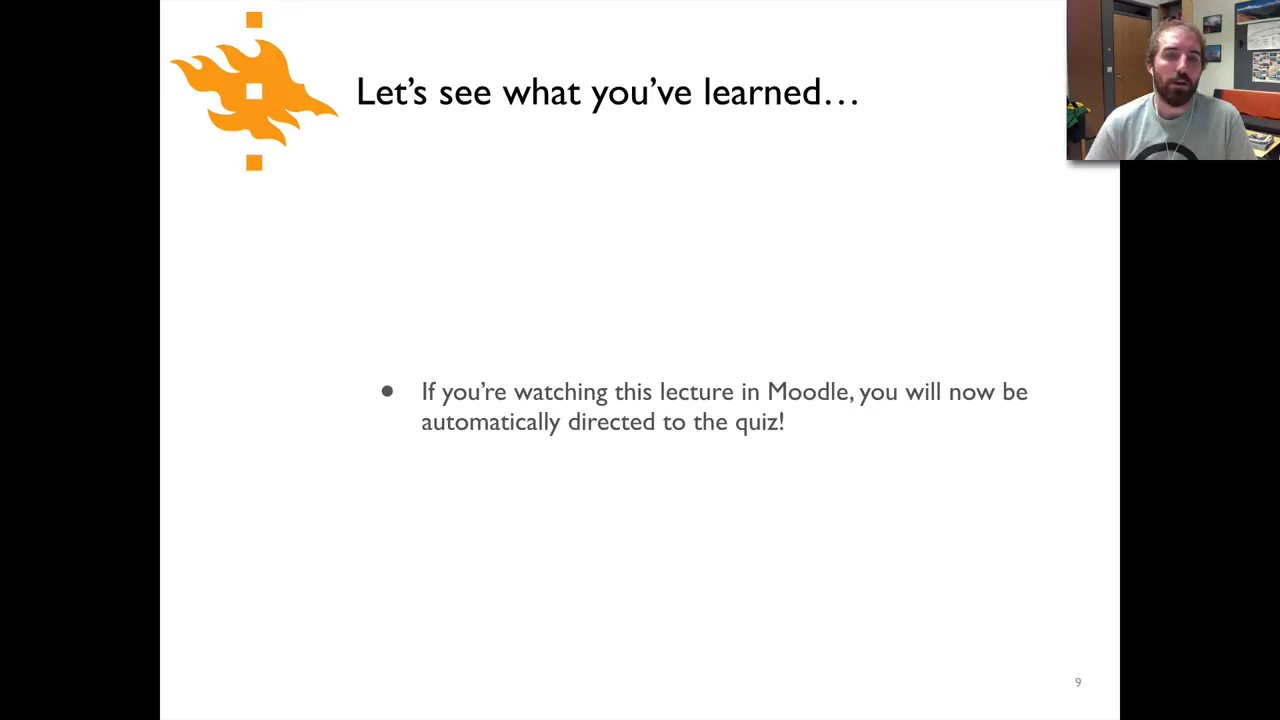 Let's see what you've learned…
● If you're watching this lecture in Moodle, you will now be
automatically directed to the quiz!
9